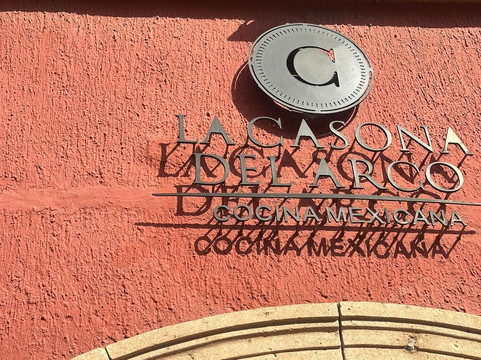 C
LA CASONA
DEL ARCO
COCINA MEXICANA